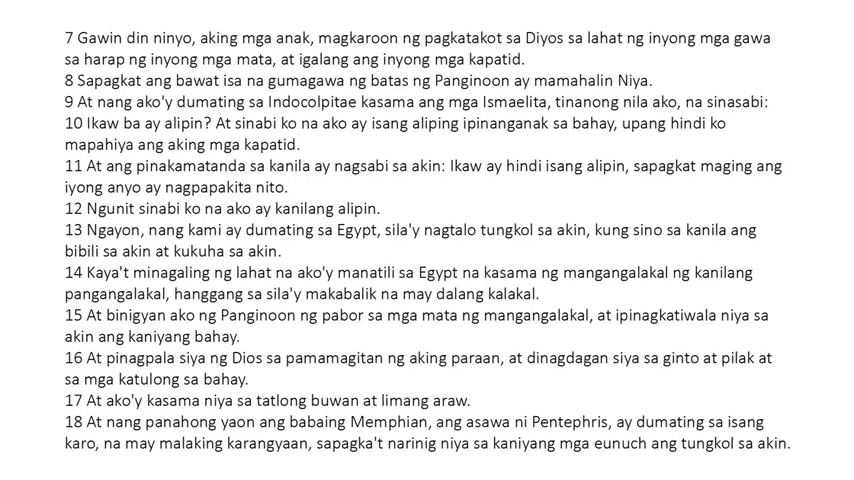 7 Gawin din ninyo, aking mga anak, magkaroon ng pagkatakot sa Diyos sa lahat ng inyong mga gawa
sa harap ng inyong mga mata, at igalang ang inyong mga kapatid.
8 Sapagkat ang bawat isa na gumagawa ng batas ng Panginoon ay mamahalin Niya.
9 At nang ako'y dumating sa Indocolpitae kasama ang mga Ismaelita, tinanong nila ako, na sinasabi:
10 Ikaw ba ay alipin? At sinabi ko na ako ay isang aliping ipinanganak sa bahay, upang hindi ko
mapahiya ang aking mga kapatid.
11 At ang pinakamatanda sa kanila ay nagsabi sa akin: Ikaw ay hindi isang alipin, sapagkat maging ang
iyong anyo ay nagpapakita nito.
12 Ngunit sinabi ko na ako ay kanilang alipin.
13 Ngayon, nang kami ay dumating sa Egypt, sila'y nagtalo tungkol sa akin, kung sino sa kanila ang
bibili sa akin at kukuha sa akin.
14 Kaya't minagaling ng lahat na ako'y manatili sa Egypt na kasama ng mangangalakal ng kanilang
pangangalakal, hanggang sa sila'y makabalik na may dalang kalakal.
15 At binigyan ako ng Panginoon ng pabor sa mga mata ng mangangalakal, at ipinagkatiwala niya sa
akin ang kaniyang bahay.
16 At pinagpala siya ng Dios sa pamamagitan ng aking paraan, at dinagdagan siya sa ginto at pilak at
sa mga katulong sa bahay.
17 At ako'y kasama niya sa tatlong buwan at limang araw.
18 At nang panahong yaon ang babaing Memphian, ang asawa ni Pentephris, ay dumating sa isang
karo, na may malaking karangyaan, sapagka't narinig niya sa kaniyang mga eunuch ang tungkol sa akin.